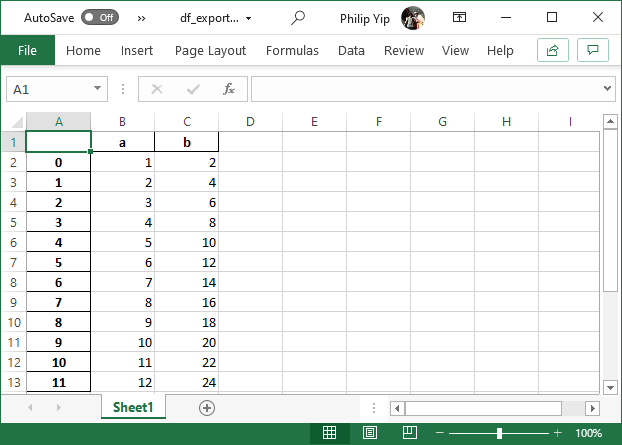 AutoSave Off » df_export... Philip Yip
File Home Insert Page Layout Formulas Data Review View Help
A1 fx
A B C D E F G H I
1 a b
2 0 1 2
3 1 2 4
4 2 3 6
5 3 4 8
6 4 5 10
7 5 6 12
8 6 7 14
9 7 8 16
10 8 9 18
11 9 10 20
12 10 11 22
13 11 12 24
Sheet1
100%